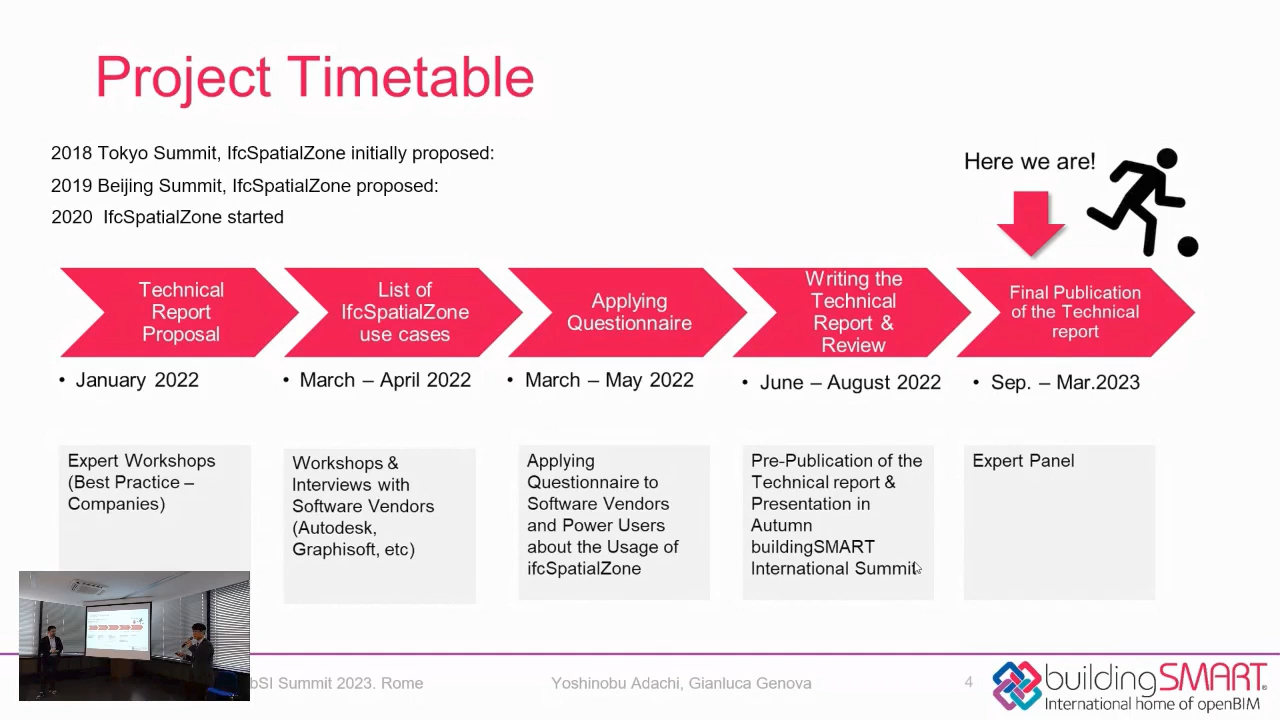 Project Timetable
2018 Tokyo Summit, IfcSpatialZone initially proposed:
2019 Beijing Summit, IfcSpatialZone proposed:
2020 IfcSpatialZone started
Here we are!
Technical
Report
Proposal
List of
IfcSpatialZone
use cases
Applying
Questionnaire
Writing the
Technical
Report &
Review
Final Publication
of the Technical
report
• January 2022
• March – April 2022
• March – May 2022
• June – August 2022
• Sep. – Mar.2023
Expert Workshops
(Best Practice –
Companies)
Workshops &
Interviews with
Software Vendors
(Autodesk,
Graphisoft, etc)
Applying
Questionnaire to
Software Vendors
and Power Users
about the Usage of
ifcSpatialZone
Pre-Publication of the
Technical report &
Presentation in
Autumn
buildingSMART
International Summit
Expert Panel
bSI Summit 2023. Rome
Yoshinobu Adachi, Gianluca Genova
4
buildingSMART®
International home of openBIM